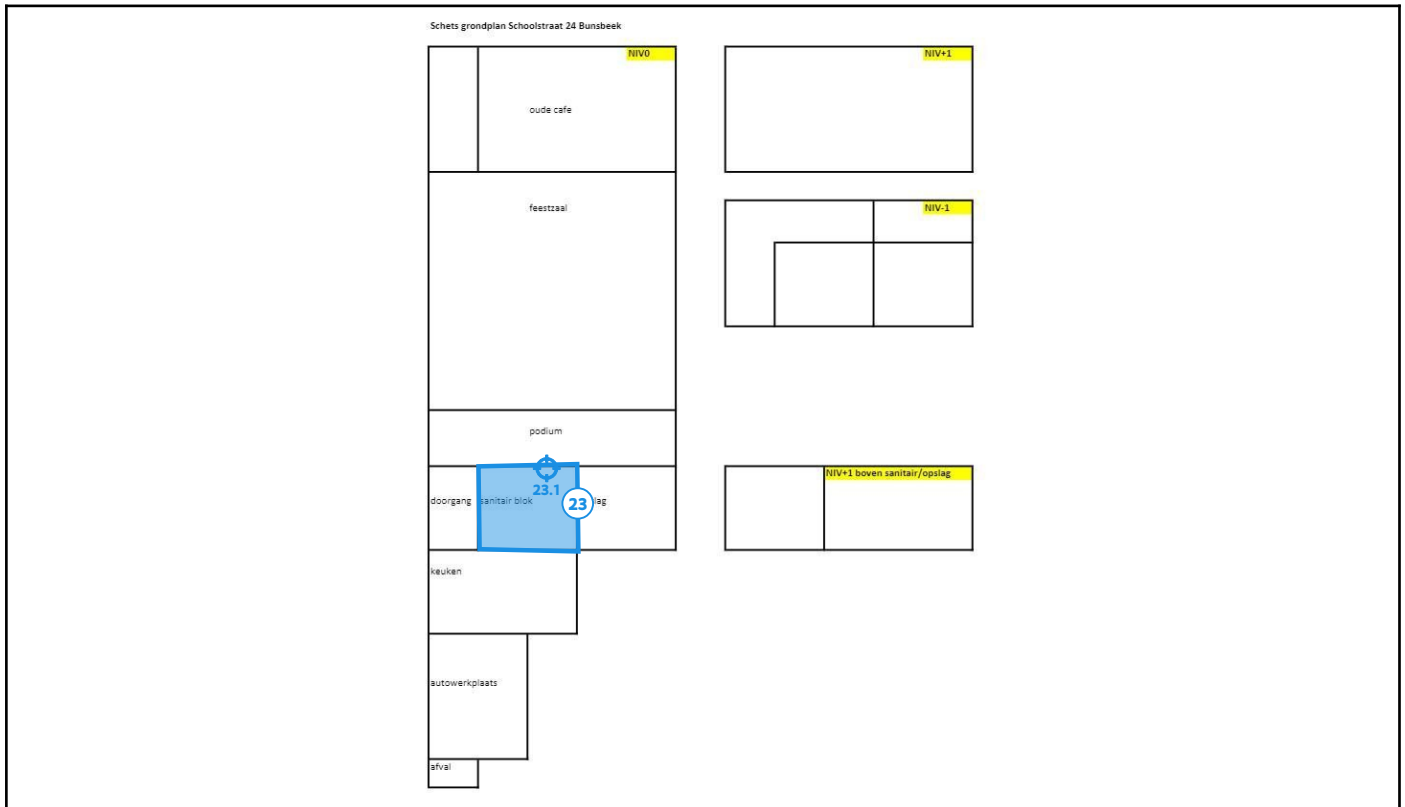 Schets grondplan Schoolstraat 24 Bunsbeek
NIV0
NIV+1
oude cafe
feestzaal
NIV-1
podium
NIV+1 boven sanitair/opslag
23.1
doorgang
sanitair blok
23
lag
keuken
autowerkplaats
afval